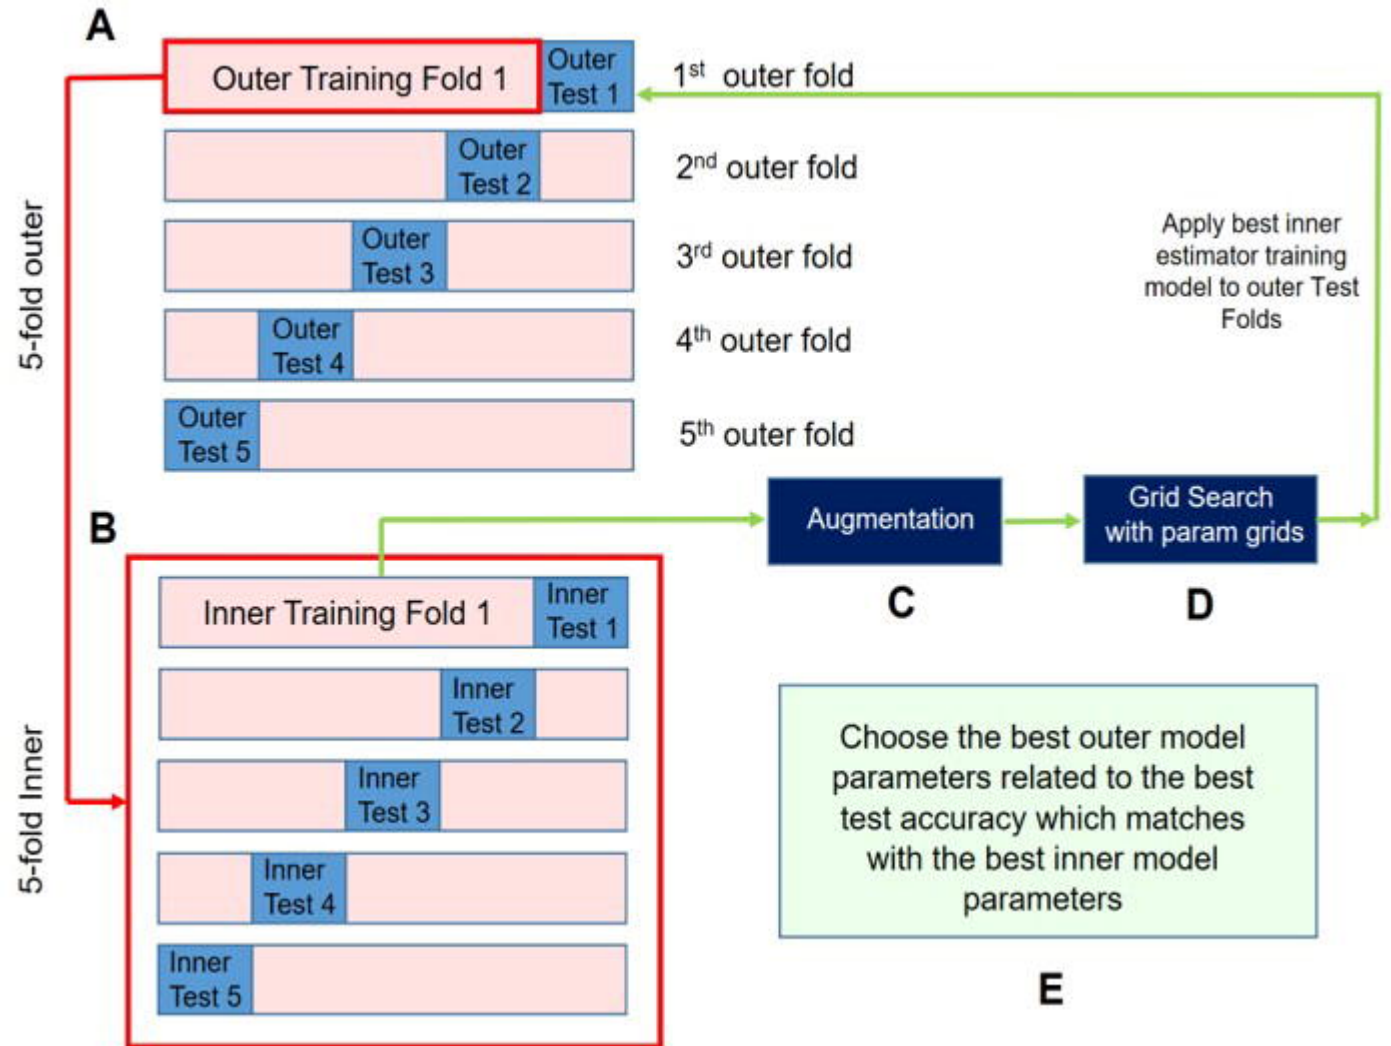 A
Outer Training Fold 1
Outer
Test 1
1st outer fold
Outer
Test 2
2nd outer fold
Outer
Test 3
3rd outer fold
Outer
Test 4
4th outer fold
Outer
Test 5
5th outer fold
5-fold outer
Apply best inner
estimator training
model to outer Test
Folds
B
Inner Training Fold 1
Inner
Test 1
Inner
Test 2
Inner
Test 3
Inner
Test 4
Inner
Test 5
5-fold Inner
Augmentation
C
Grid Search
with param grids
D
Choose the best outer model
parameters related to the best
test accuracy which matches
with the best inner model
parameters
E